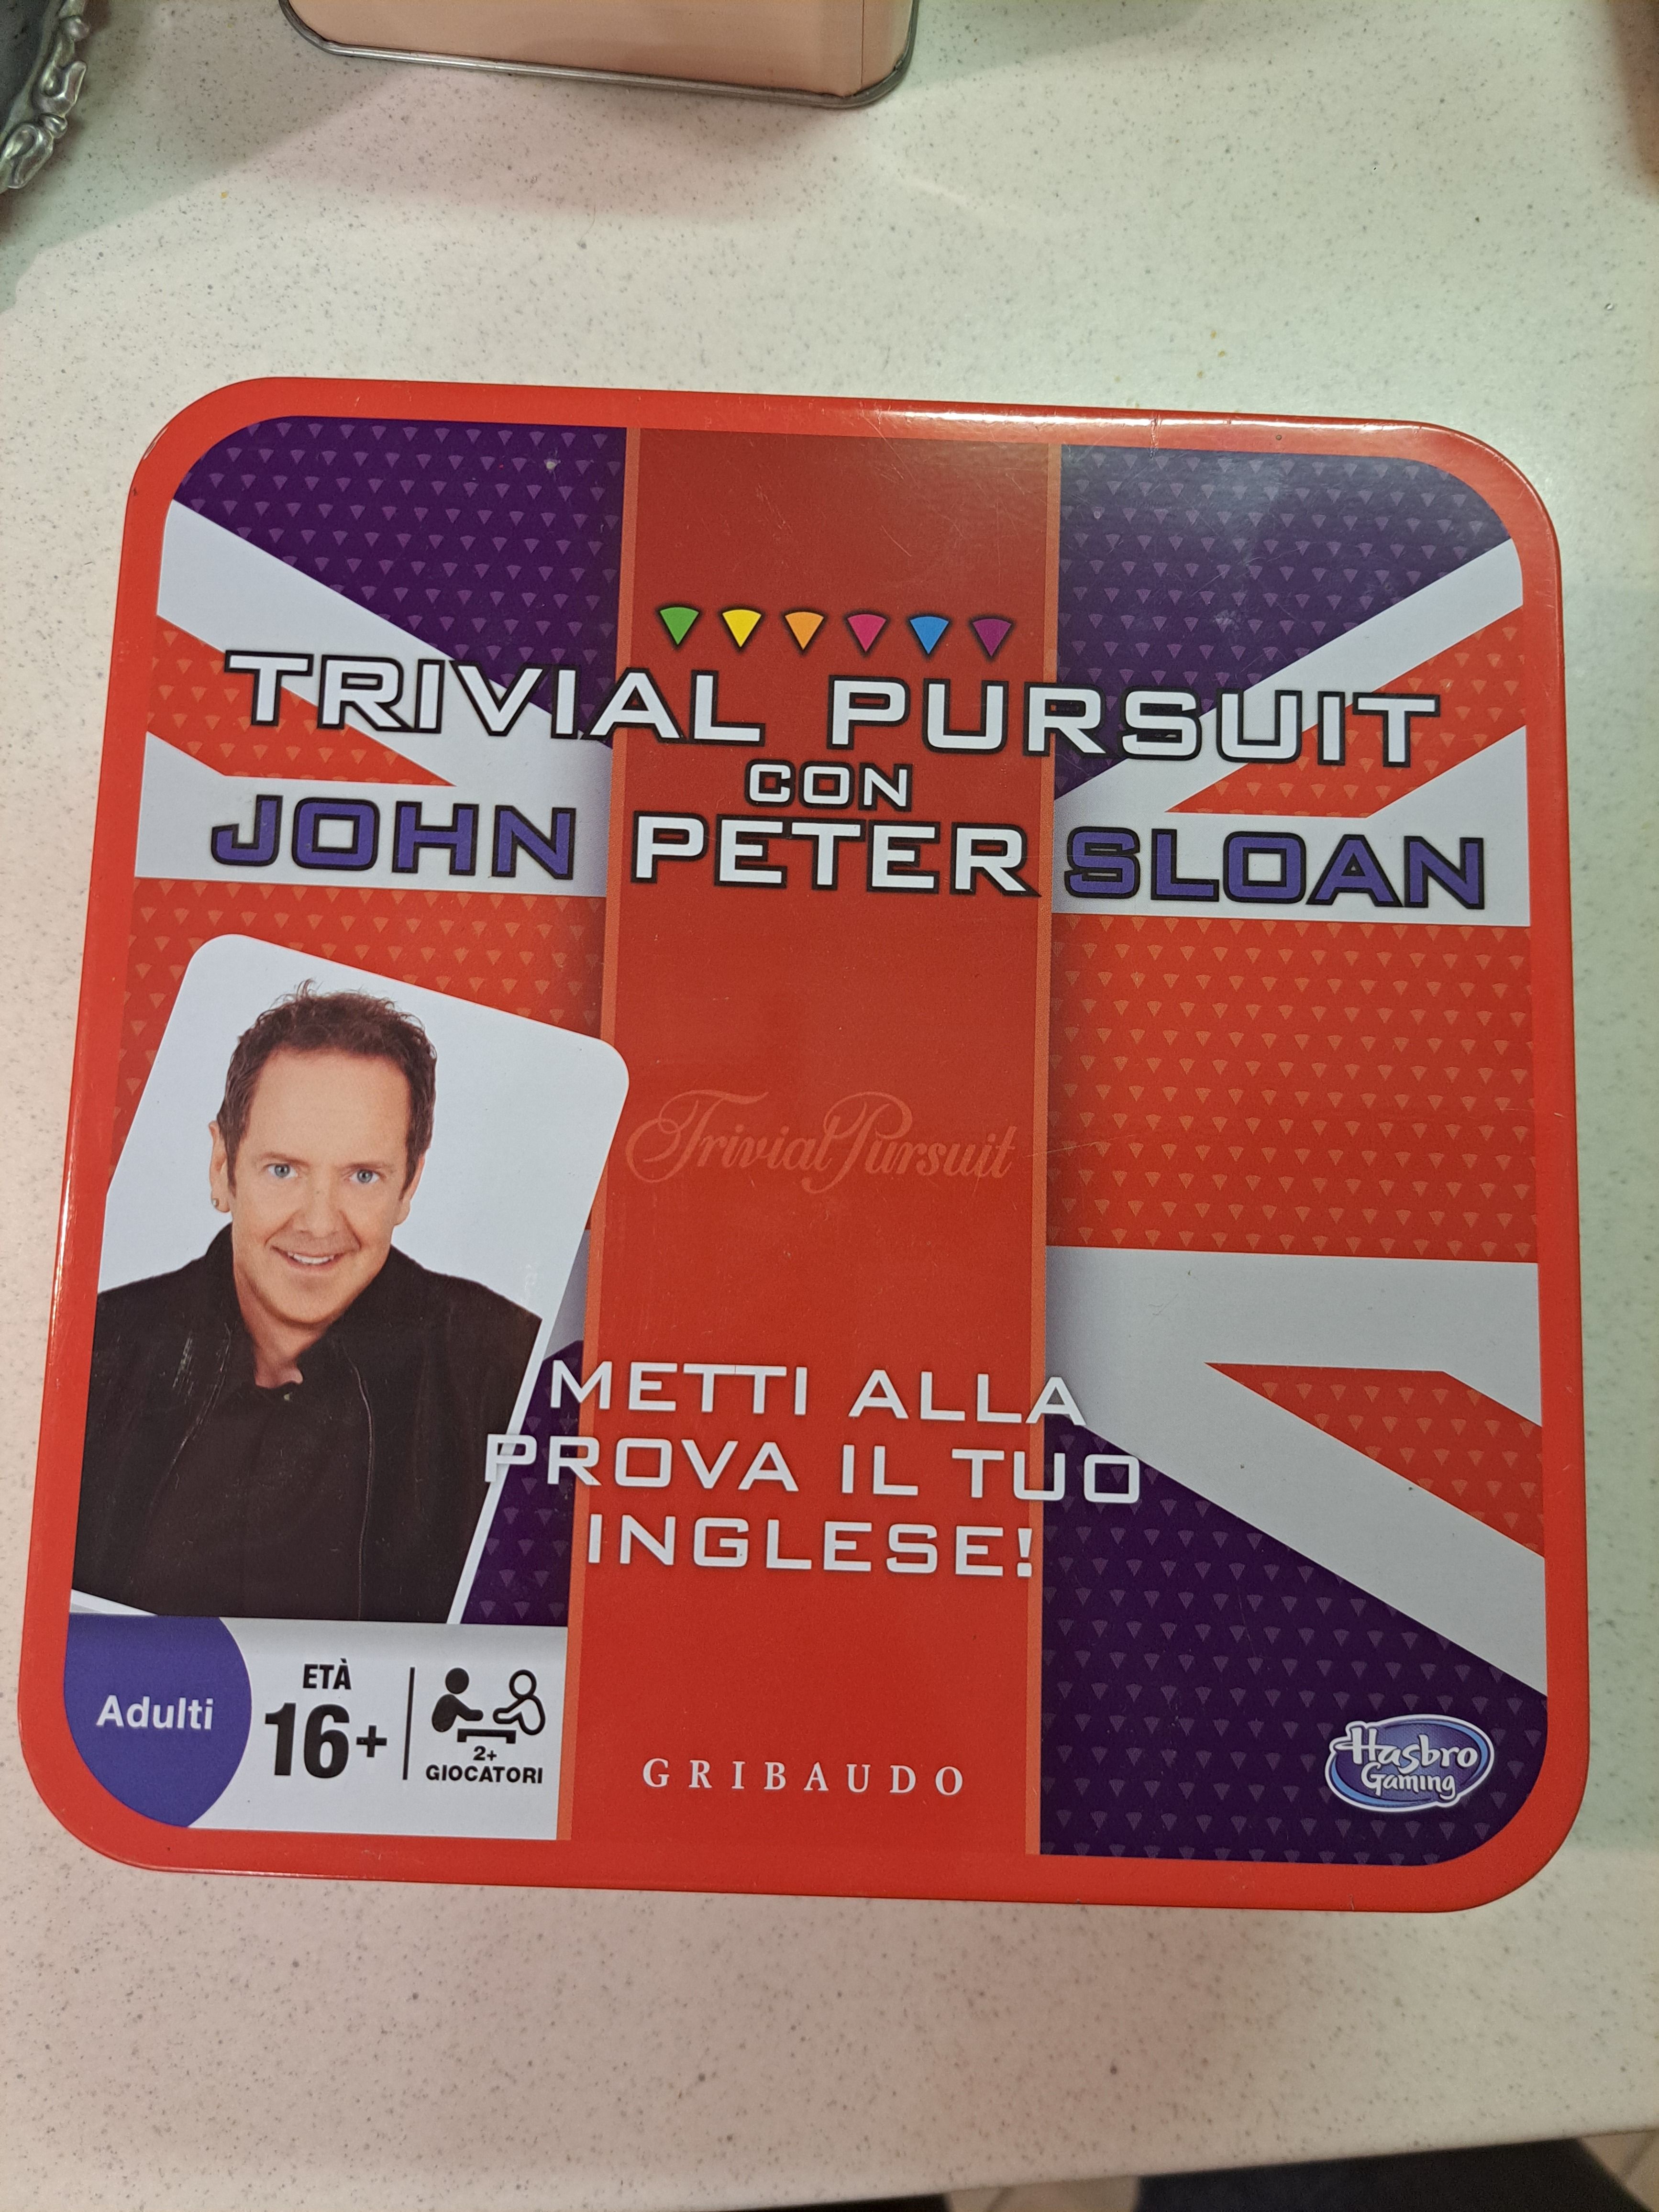 TRIVIAL PURSUIT
CON
JOHN PETER SLOAN
Trivial Pursuit
METTI ALLA
PROVA IL TUO
INGLESE!
Adulti
ETÀ
16+
2+
GIOCATORI
GRIBAUDO
Hasbro
Gaming